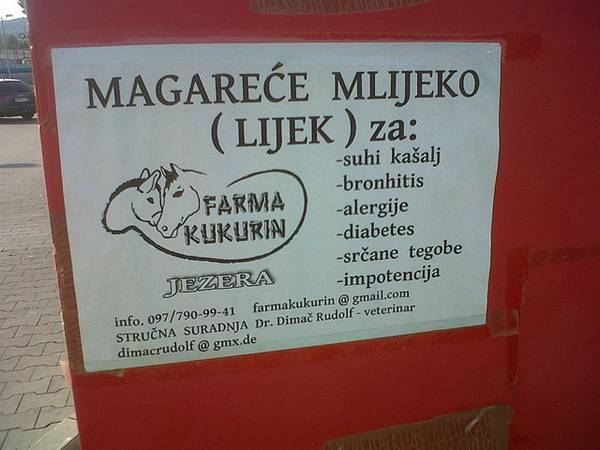 MAGAREĆE MLIJEKO
( LIJEK ) za:
-suhi kašalj
-bronhitis
-alergije
-diabetes
-srčane tegobe
-impotencija
FARMA
KUKURIN
JEZERA
info. 097/790-99-41 farmakukurin @ gmail.com
STRUČNA SURADNJA Dr. Dimač Rudolf - veterinar
dimacrudolf @ gmx.de